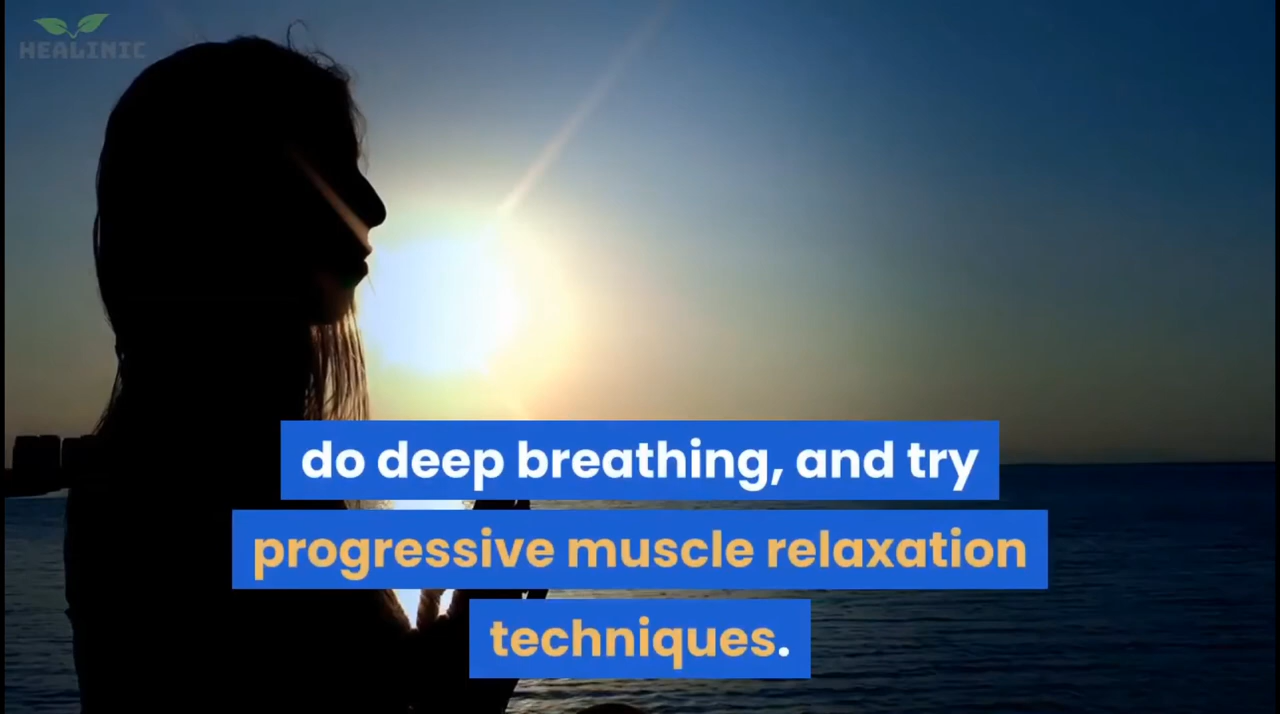 HEALINIC
do deep breathing, and try
progressive muscle relaxation
techniques.